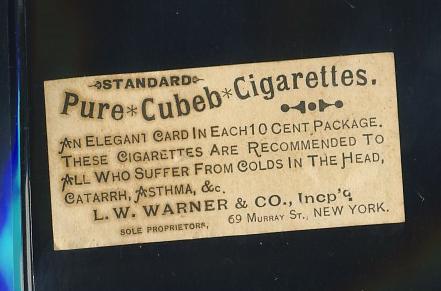 STANDARD
Pure*Cubeb*Cigarettes.
AN ELEGANT CARD IN EACH 10 CENT PACKAGE.
THESE CIGARETTES ARE RECOMMENDED TO
ALL WHO SUFFER FROM COLDS IN THE HEAD,
CATARRH, ASTHMA, &c.
L. W. WARNER & CO., Incp'd
SOLE PROPRIETORS, 69 MURRAY ST., NEW YORK.